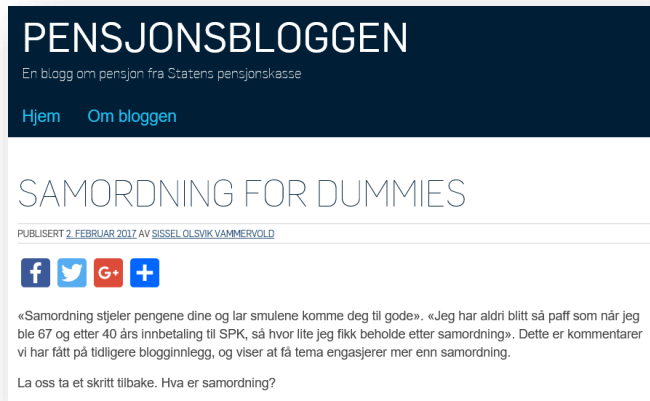 PENSJONSBLOGGEN
En blogg om pensjon fra Statens pensjonskasse
Hjem Om bloggen
SAMORDNING FOR DUMMIES
PUBLISERT 2. FEBRUAR 2017 AV SISSEL OLSVIK VAMMERVOLD
f G+ +
«Samordning stjeler pengene dine og lar smulene komme deg til gode». «Jeg har aldri blitt så paff som når jeg
ble 67 og etter 40 års innbetaling til SPK, så hvor lite jeg fikk beholde etter samordning». Dette er kommentarer
vi har fått på tidligere blogginnlegg, og viser at få tema engasjerer mer enn samordning.
La oss ta et skritt tilbake. Hva er samordning?